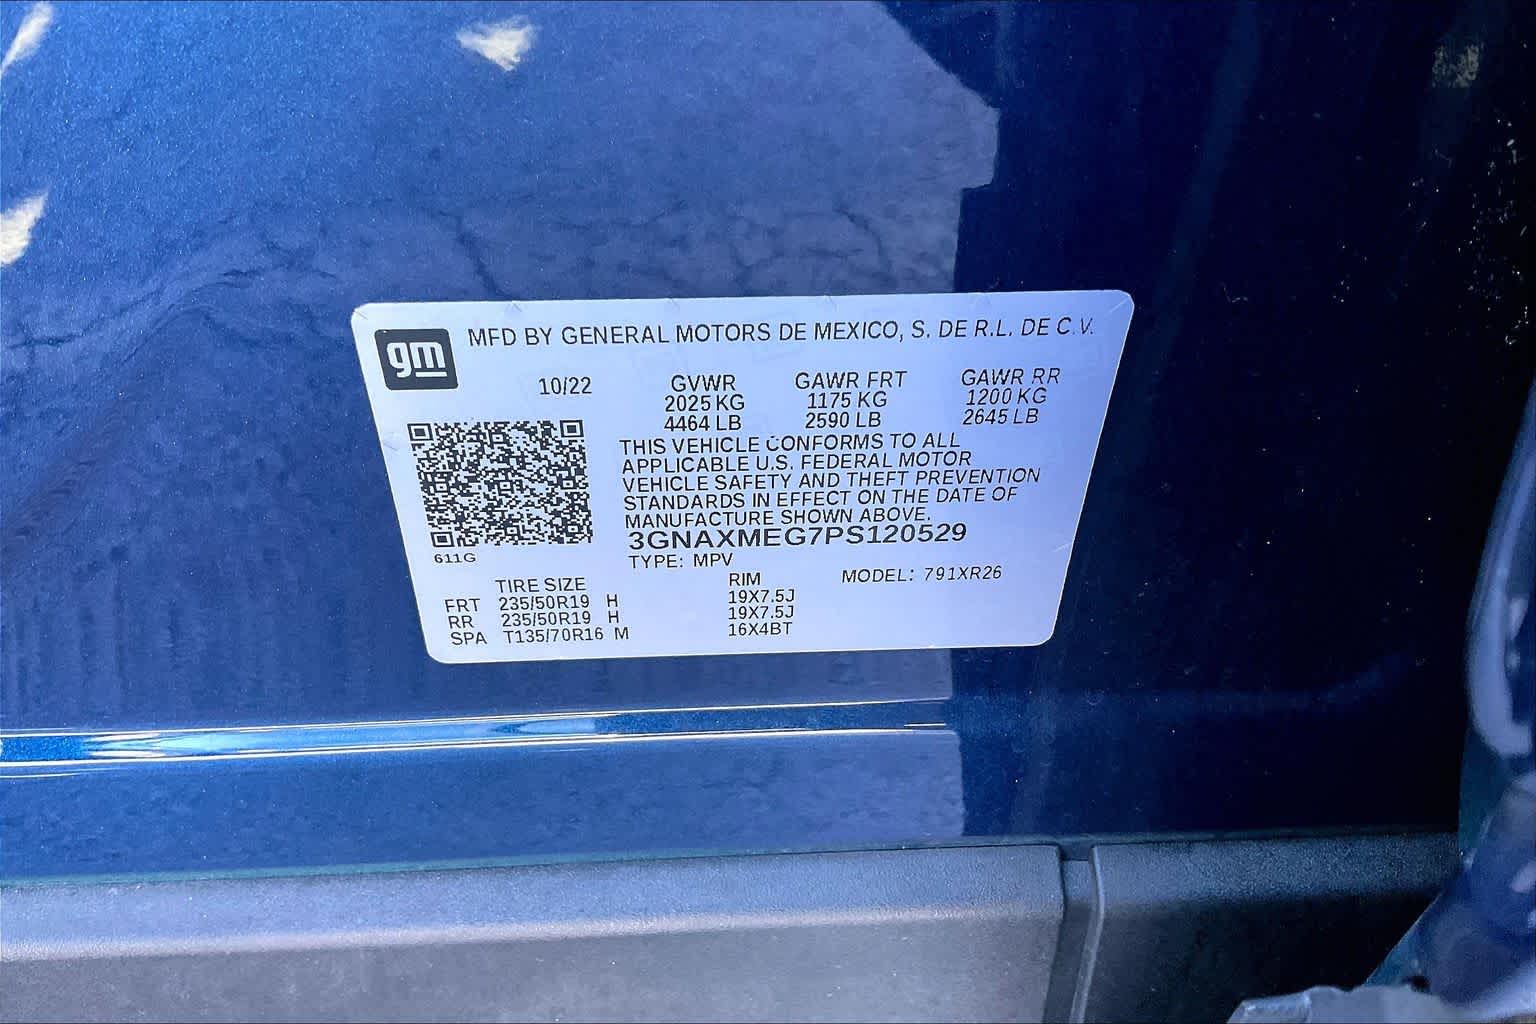 gm
MFD BY GENERAL MOTORS DE MEXICO, S. DE R.L. DE C.V.
10/22 GVWR GAWR FRT GAWR RR
2025 KG 1175 KG 1200 KG
4464 LB 2590 LB 2645 LB
THIS VEHICLE CONFORMS TO ALL
APPLICABLE U.S. FEDERAL MOTOR
VEHICLE SAFETY AND THEFT PREVENTION
STANDARDS IN EFFECT ON THE DATE OF
MANUFACTURE SHOWN ABOVE.
3GNAXMEG7PS120529
611G
TYPE: MPV MODEL: 791XR26
TIRE SIZE RIM
FRT 235/50R19 H 19X7.5J
RR 235/50R19 H 19X7.5J
SPA T135/70R16 M 16X4BT